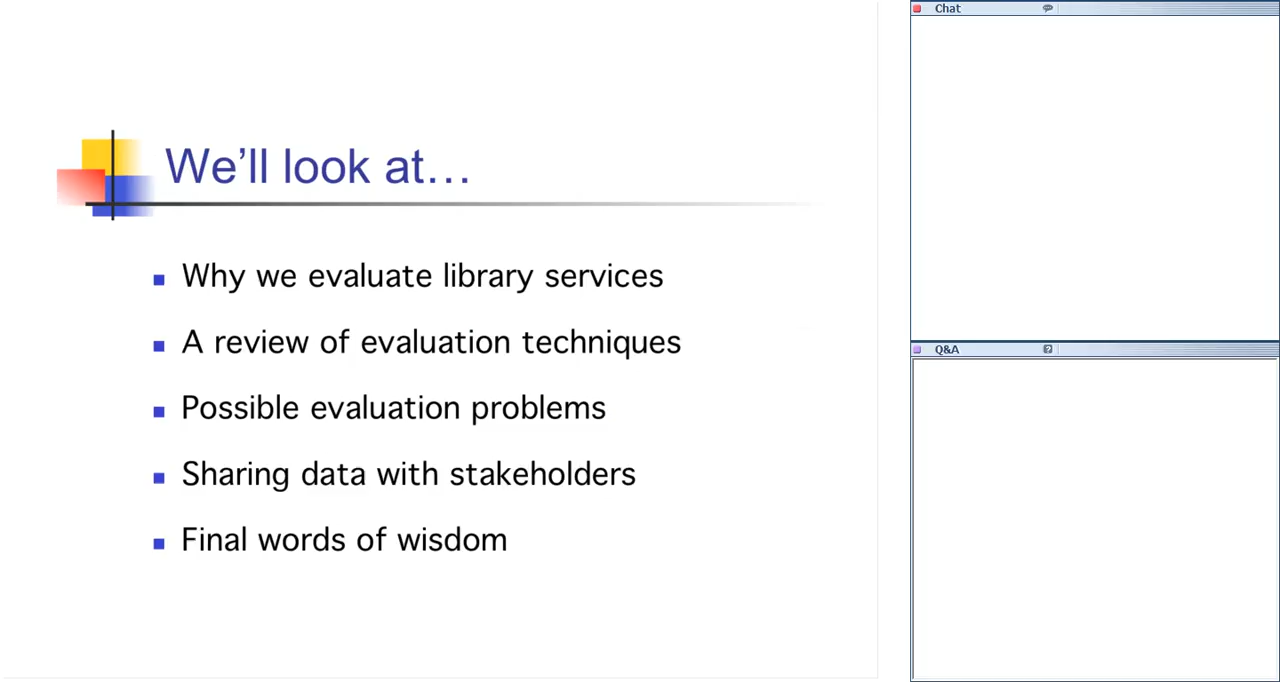 We’ll look at…
Why we evaluate library services
A review of evaluation techniques
Possible evaluation problems
Sharing data with stakeholders
Final words of wisdom
Chat
Q&A